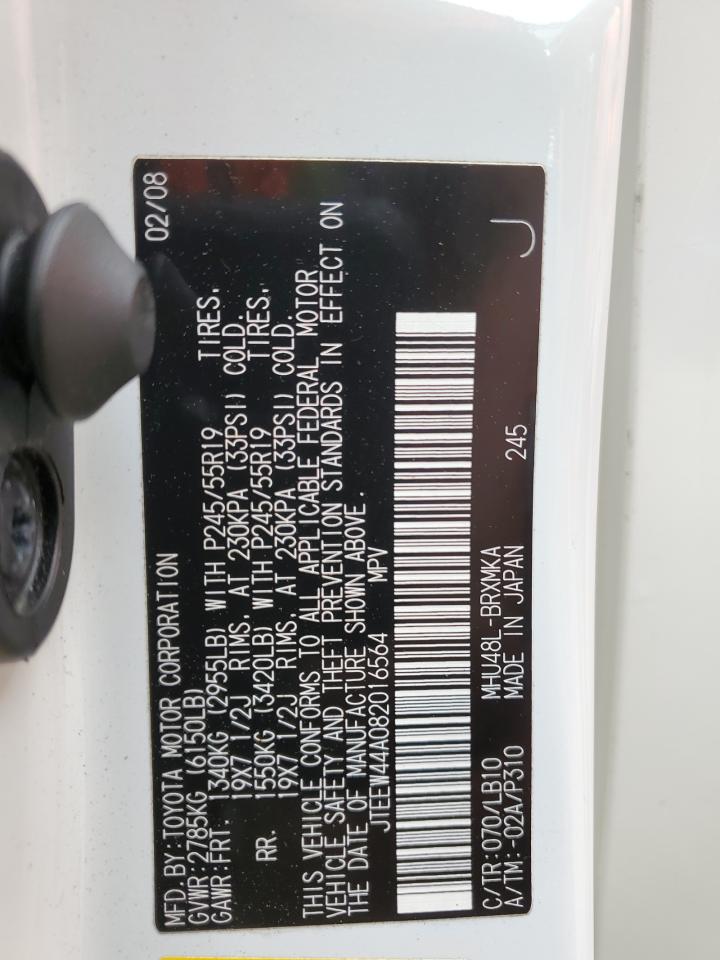 MFD. BY: TOYOTA MOTOR CORPORATION 02/08
GVWR: 2785KG (6150LB)
GAWR: FRT. 1340KG (2955LB) WITH P245/55R19 TIRES,
19X7 1/2J RIMS, AT 230KPA (33PSI) COLD.
RR. 1550KG (3420LB) WITH P245/55R19 TIRES,
19X7 1/2J RIMS, AT 230KPA (33PSI) COLD.
THIS VEHICLE CONFORMS TO ALL APPLICABLE FEDERAL MOTOR
VEHICLE SAFETY AND THEFT PREVENTION STANDARDS IN EFFECT ON
THE DATE OF MANUFACTURE SHOWN ABOVE.
JTEEW44A082016564 MPV
C/TR: 070/LB10 MHU48L-BRXMKA
A/TM: -02A/P310 MADE IN JAPAN 245 J